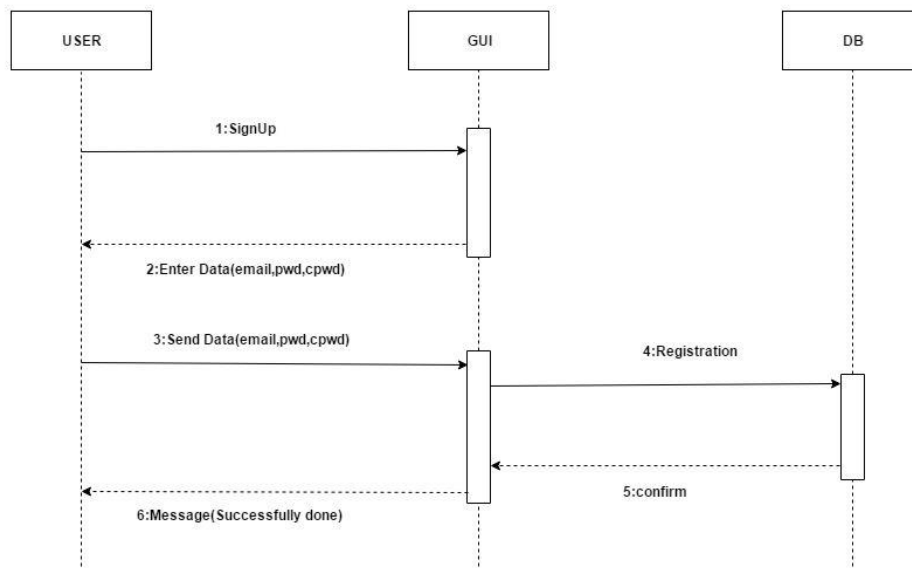 USER
GUI
DB
1:SignUp
2:Enter Data(email,pwd,cpwd)
3:Send Data(email,pwd,cpwd)
4:Registration
5:confirm
6:Message(Successfully done)